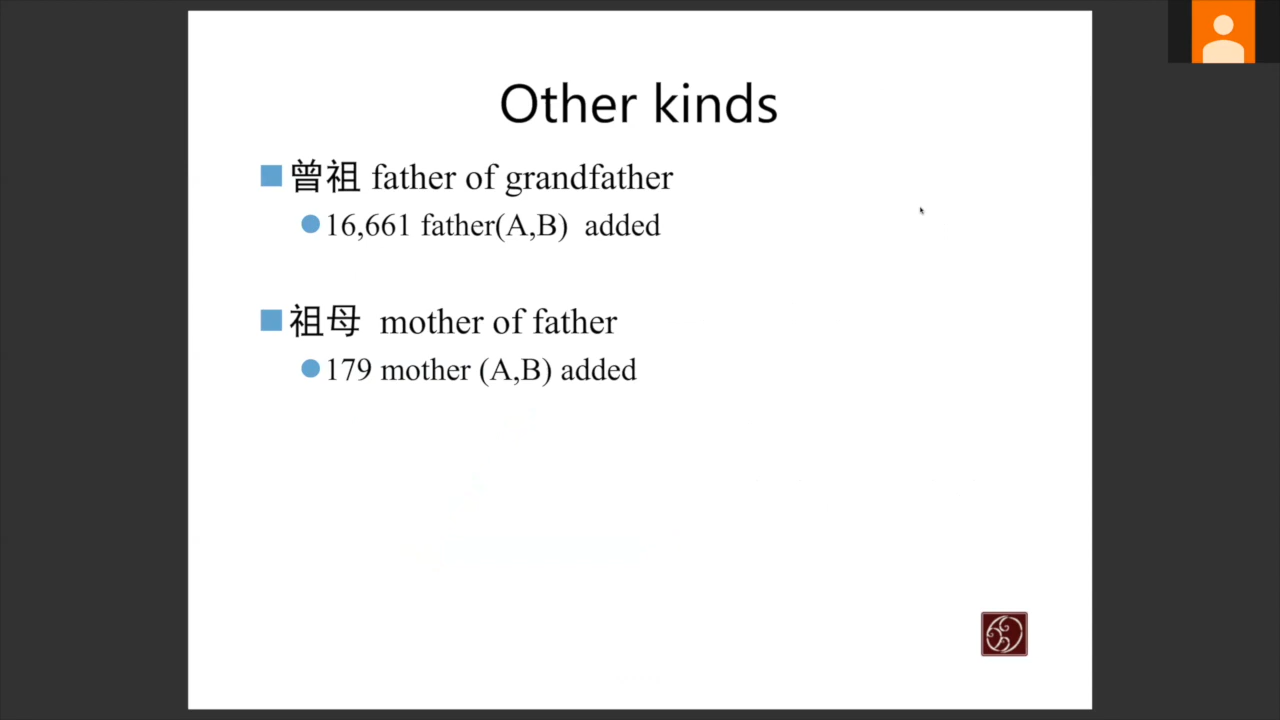 Other kinds
曾祖 father of grandfather
16,661 father(A,B) added
祖母 mother of father
179 mother (A,B) added